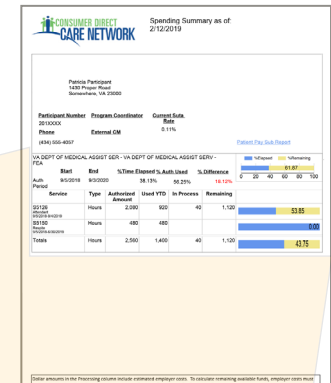 CONSUMER DIRECT
CARE NETWORK
Spending Summary as of:
2/12/2019
Patricia Participant
1430 Proper Road
Somewhere, VA 23000
Participant Number Program Coordinator Current Suta Rate
201XXXX 0.11%
Phone External CM
(434) 555-4057 Patient Pay Sub Report
VA DEPT OF MEDICAL ASSIST SER - VA DEPT OF MEDICAL ASSIST SERV - FEA
%Elapsed %Remaining
Start End %Time Elapsed % Auth Used % Difference
Auth Period 9/5/2018 9/3/2020 38.13% 56.25% 18.12%
61.87
0 20 40 60 80 100
Service Type Authorized Amount Used YTD In Process Remaining
S5126 Hours 2,080 920 40 1,120 53.85
Attendant
S5150 Hours 480 480 0.00
Respite
Totals Hours 2,560 1,400 40 1,120 43.75
Dollar amounts in the Processing column include estimated employer costs. To calculate remaining available funds, employer costs must